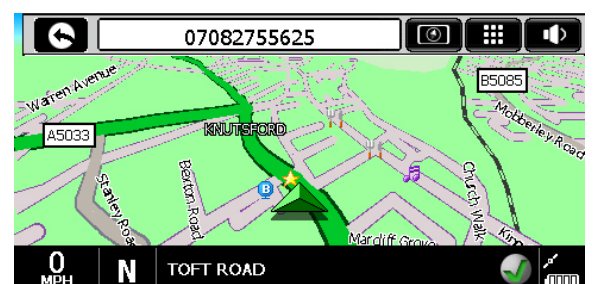 07082755625
Warren Avenue
B5085
Mobberley Road
A5033
KNUTSFORD
Stanley Road
Bexton Road
B
Church Walk
Mardiff Grove
0
MPH
N
TOFT ROAD